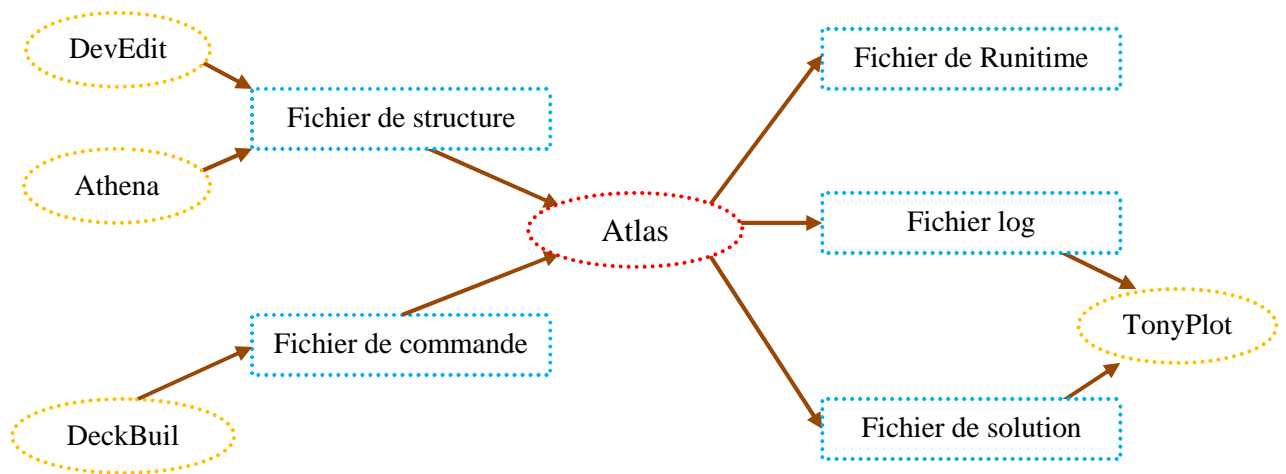 DevEdit
Fichier de Runitime
Fichier de structure
Athena
Fichier log
Atlas
TonyPlot
Fichier de commande
Fichier de solution
DeckBuil